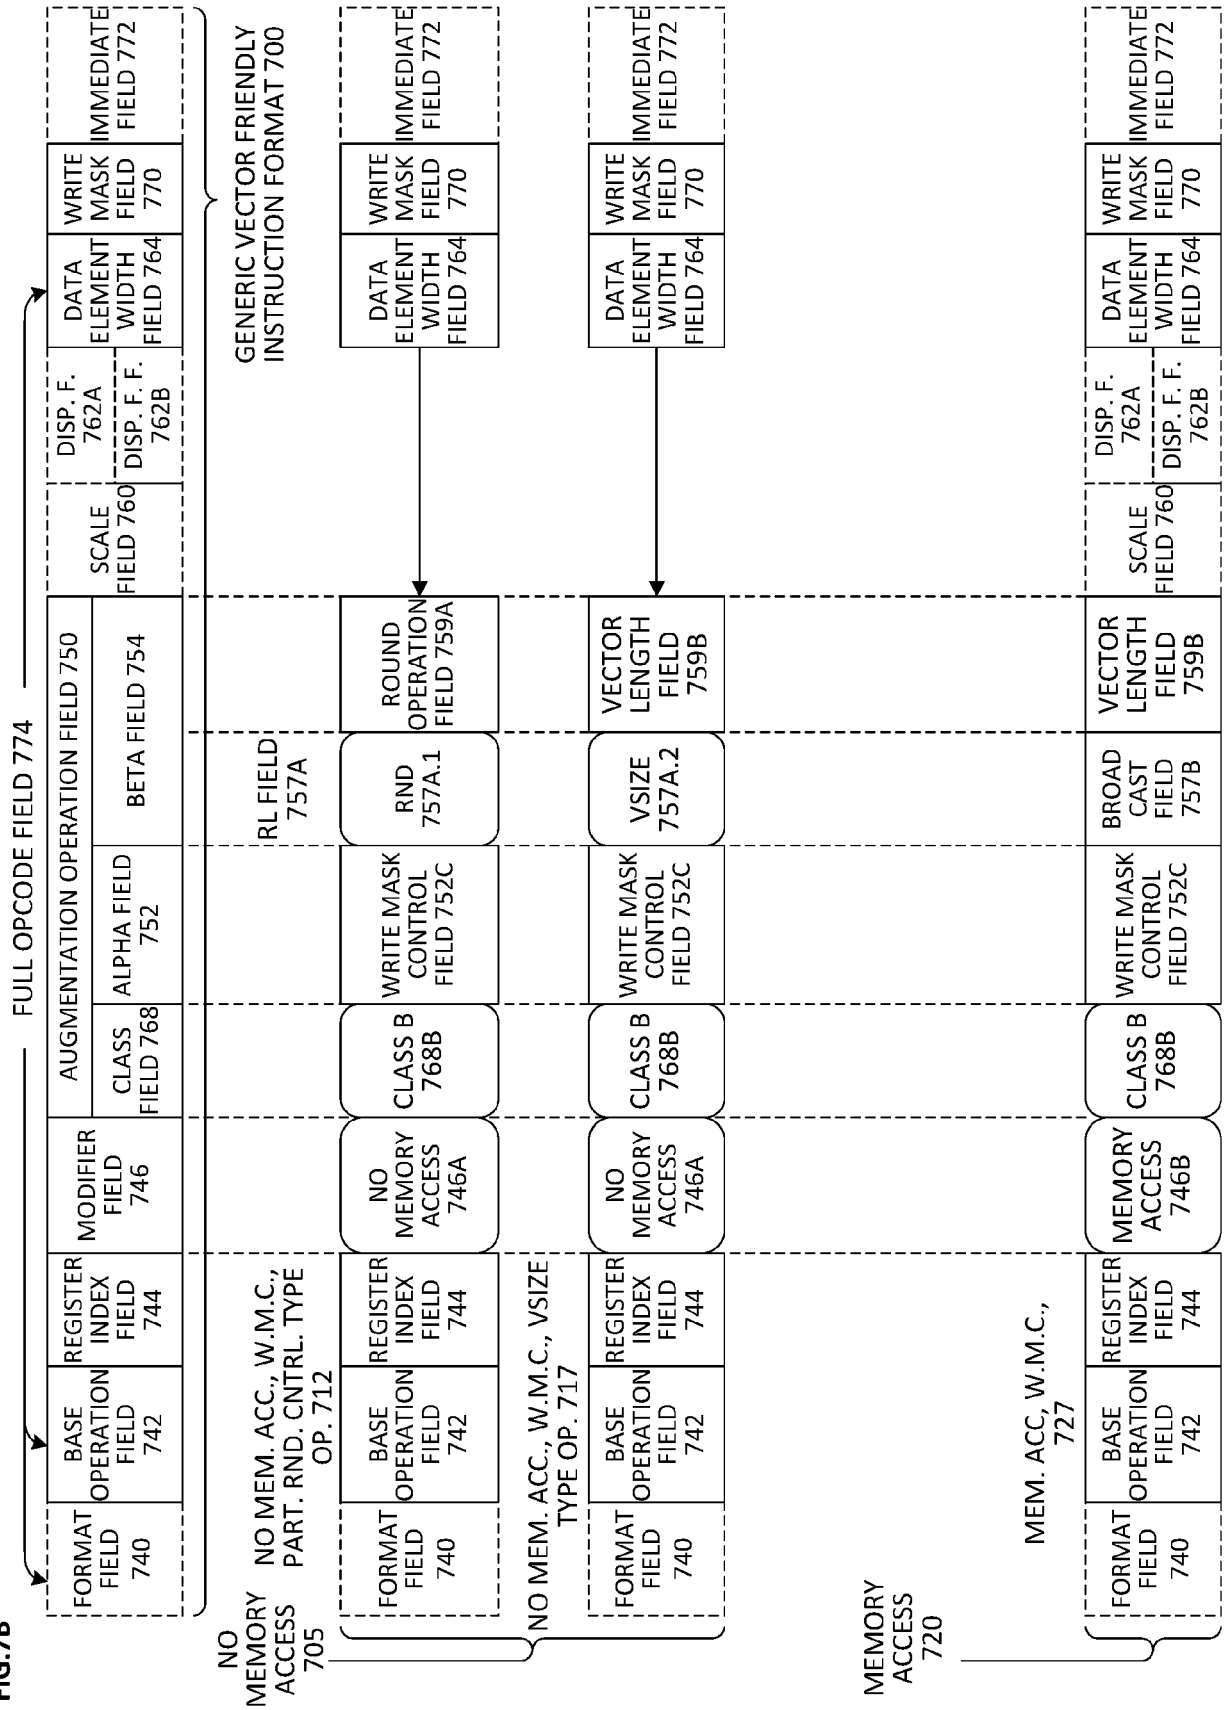 FIG.7B
FULL OPCODE FIELD 774
FORMAT
FIELD
740
BASE
OPERATION
FIELD
742
REGISTER
INDEX
FIELD
744
MODIFIER
FIELD
746
AUGMENTATION OPERATION FIELD 750
CLASS
FIELD 768
ALPHA FIELD
752
BETA FIELD 754
SCALE
FIELD 760
DISP. F.
762A
DISP. F. F.
762B
DATA
ELEMENT
WIDTH
FIELD 764
WRITE
MASK
FIELD
770
IMMEDIATE
FIELD 772
GENERIC VECTOR FRIENDLY
INSTRUCTION FORMAT 700
NO
MEMORY
ACCESS
705
NO MEM. ACC., W.M.C.,
PART. RND. CNTRL. TYPE
OP. 712
RL FIELD
757A
FORMAT
FIELD
740
BASE
OPERATION
FIELD
742
REGISTER
INDEX
FIELD
744
NO
MEMORY
ACCESS
746A
CLASS B
768B
WRITE MASK
CONTROL
FIELD 752C
RND
757A.1
ROUND
OPERATION
FIELD 759A
DATA
ELEMENT
WIDTH
FIELD 764
WRITE
MASK
FIELD
770
IMMEDIATE
FIELD 772
NO MEM. ACC., W.M.C., VSIZE
TYPE OP. 717
FORMAT
FIELD
740
BASE
OPERATION
FIELD
742
REGISTER
INDEX
FIELD
744
NO
MEMORY
ACCESS
746A
CLASS B
768B
WRITE MASK
CONTROL
FIELD 752C
VSIZE
757A.2
VECTOR
LENGTH
FIELD
759B
DATA
ELEMENT
WIDTH
FIELD 764
WRITE
MASK
FIELD
770
IMMEDIATE
FIELD 772
MEMORY
ACCESS
720
MEM. ACC, W.M.C.,
727
FORMAT
FIELD
740
BASE
OPERATION
FIELD
742
REGISTER
INDEX
FIELD
744
MEMORY
ACCESS
746B
CLASS B
768B
WRITE MASK
CONTROL
FIELD 752C
BROAD
CAST
FIELD
757B
VECTOR
LENGTH
FIELD
759B
SCALE
FIELD 760
DISP. F.
762A
DISP. F. F.
762B
DATA
ELEMENT
WIDTH
FIELD 764
WRITE
MASK
FIELD
770
IMMEDIATE
FIELD 772